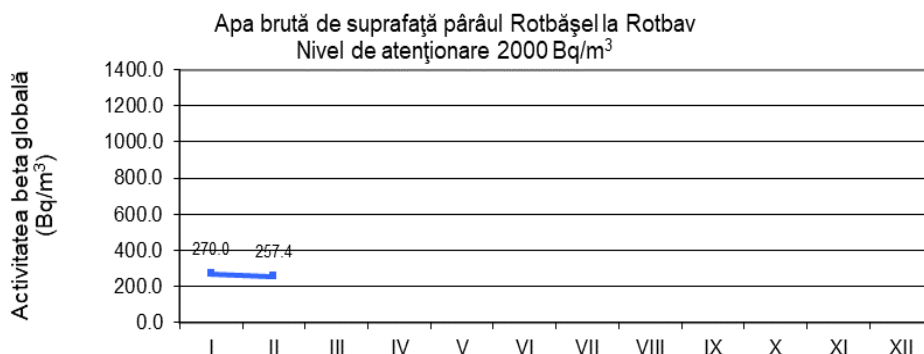 Apa brută de suprafaţă pârâul Rotbăşel la Rotbav
Nivel de atenţionare 2000 Bq/m³
Activitatea beta globală
(Bq/m³)
1400.0
1200.0
1000.0
800.0
600.0
400.0
200.0
0.0
270.0
257.4
I II III IV V VI VII VIII IX X XI XII